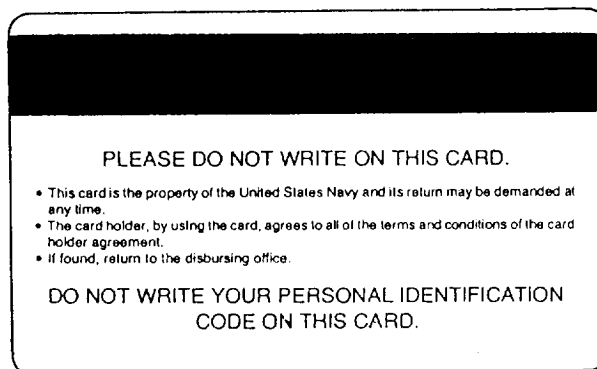 PLEASE DO NOT WRITE ON THIS CARD.
• This card is the property of the United States Navy and its return may be demanded at
any time.
• The card holder, by using the card, agrees to all of the terms and conditions of the card
holder agreement.
• If found, return to the disbursing office.
DO NOT WRITE YOUR PERSONAL IDENTIFICATION
CODE ON THIS CARD.